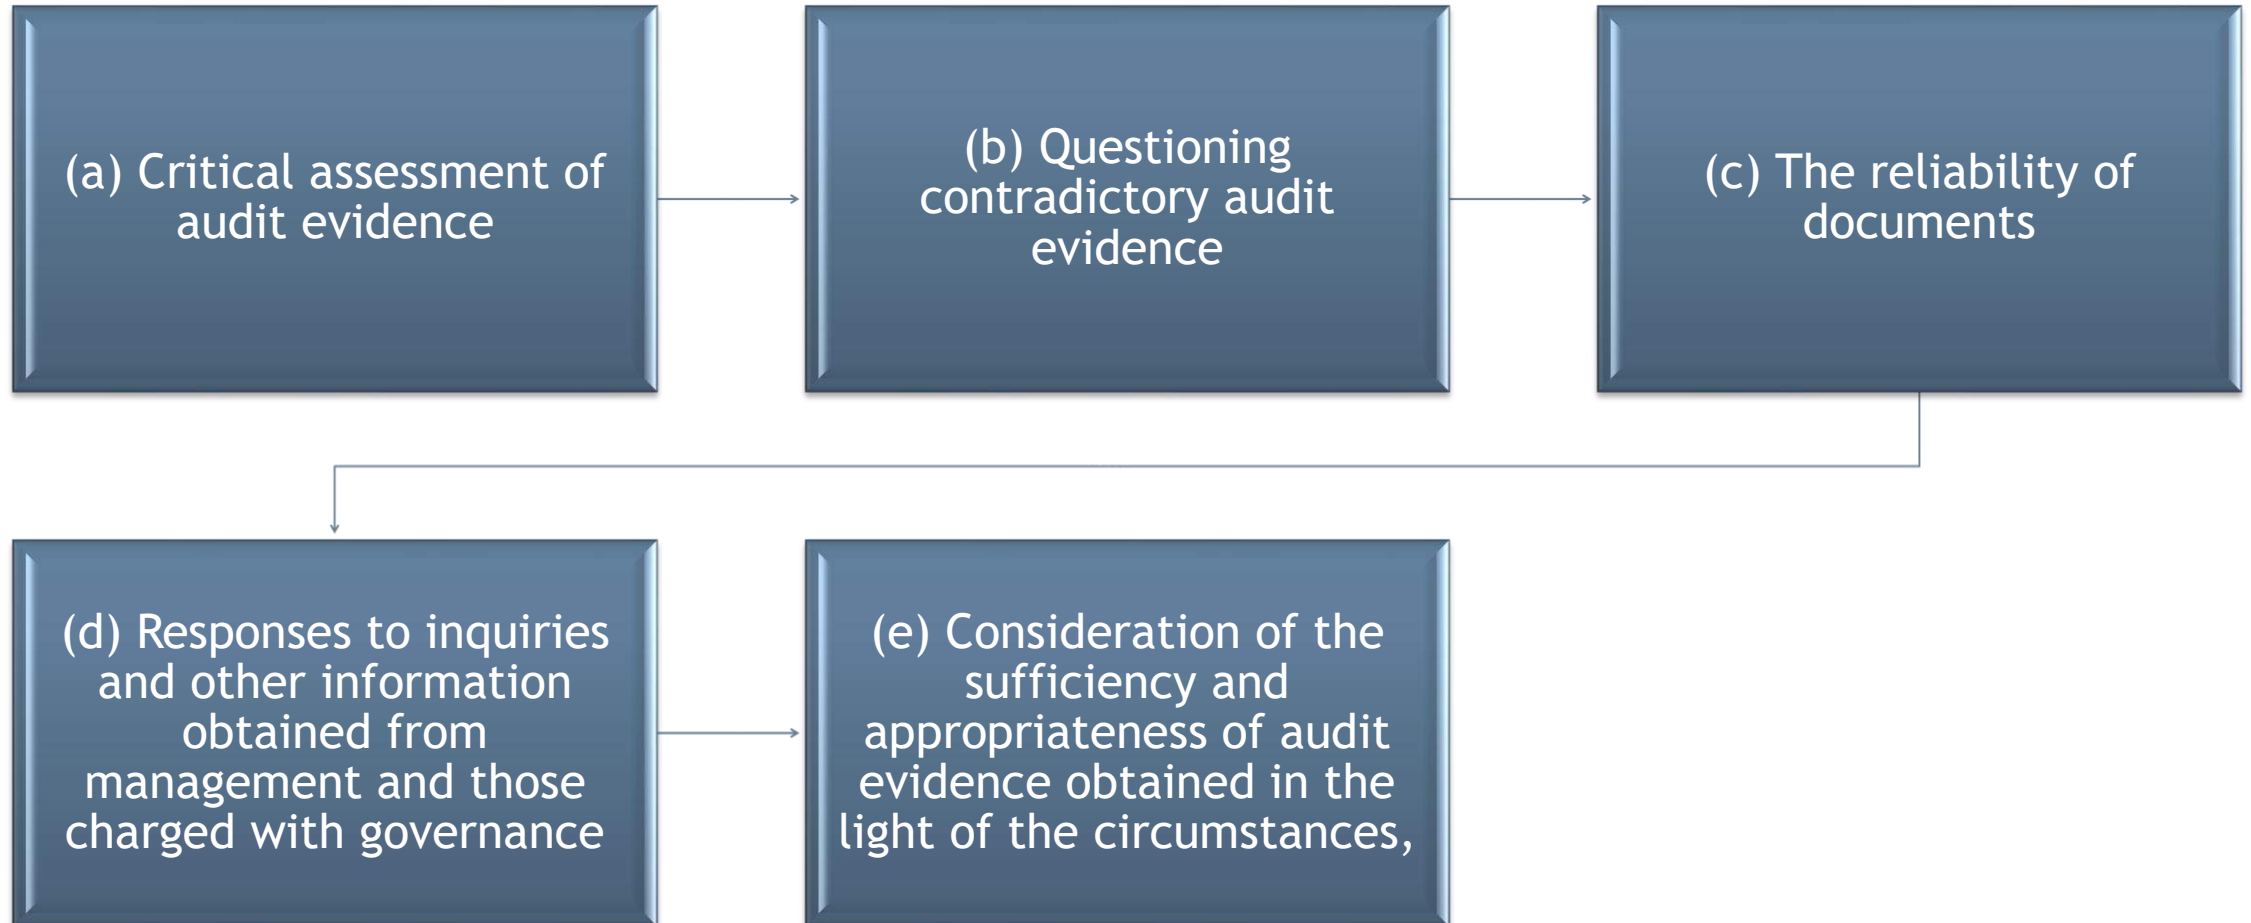 (a) Critical assessment of
audit evidence
(b) Questioning
contradictory audit
evidence
(c) The reliability of
documents
(d) Responses to inquiries
and other information
obtained from
management and those
charged with governance
(e) Consideration of the
sufficiency and
appropriateness of audit
evidence obtained in the
light of the circumstances,